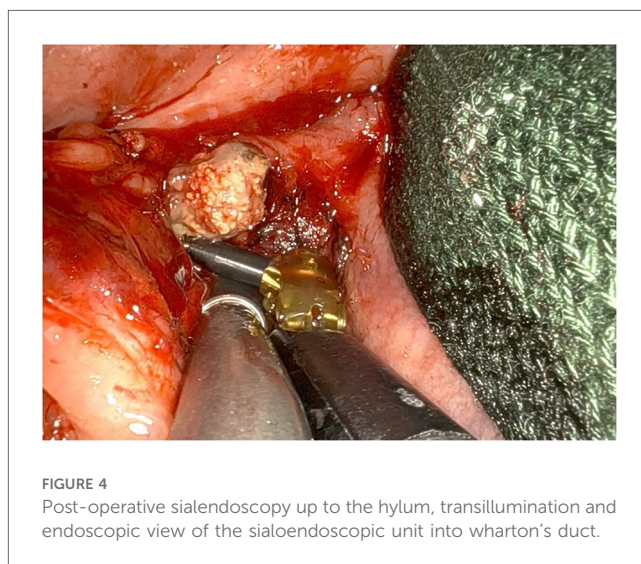 FIGURE 4
Post-operative sialendoscopy up to the hylum, transillumination and
endoscopic view of the sialoendoscopic unit into wharton's duct.